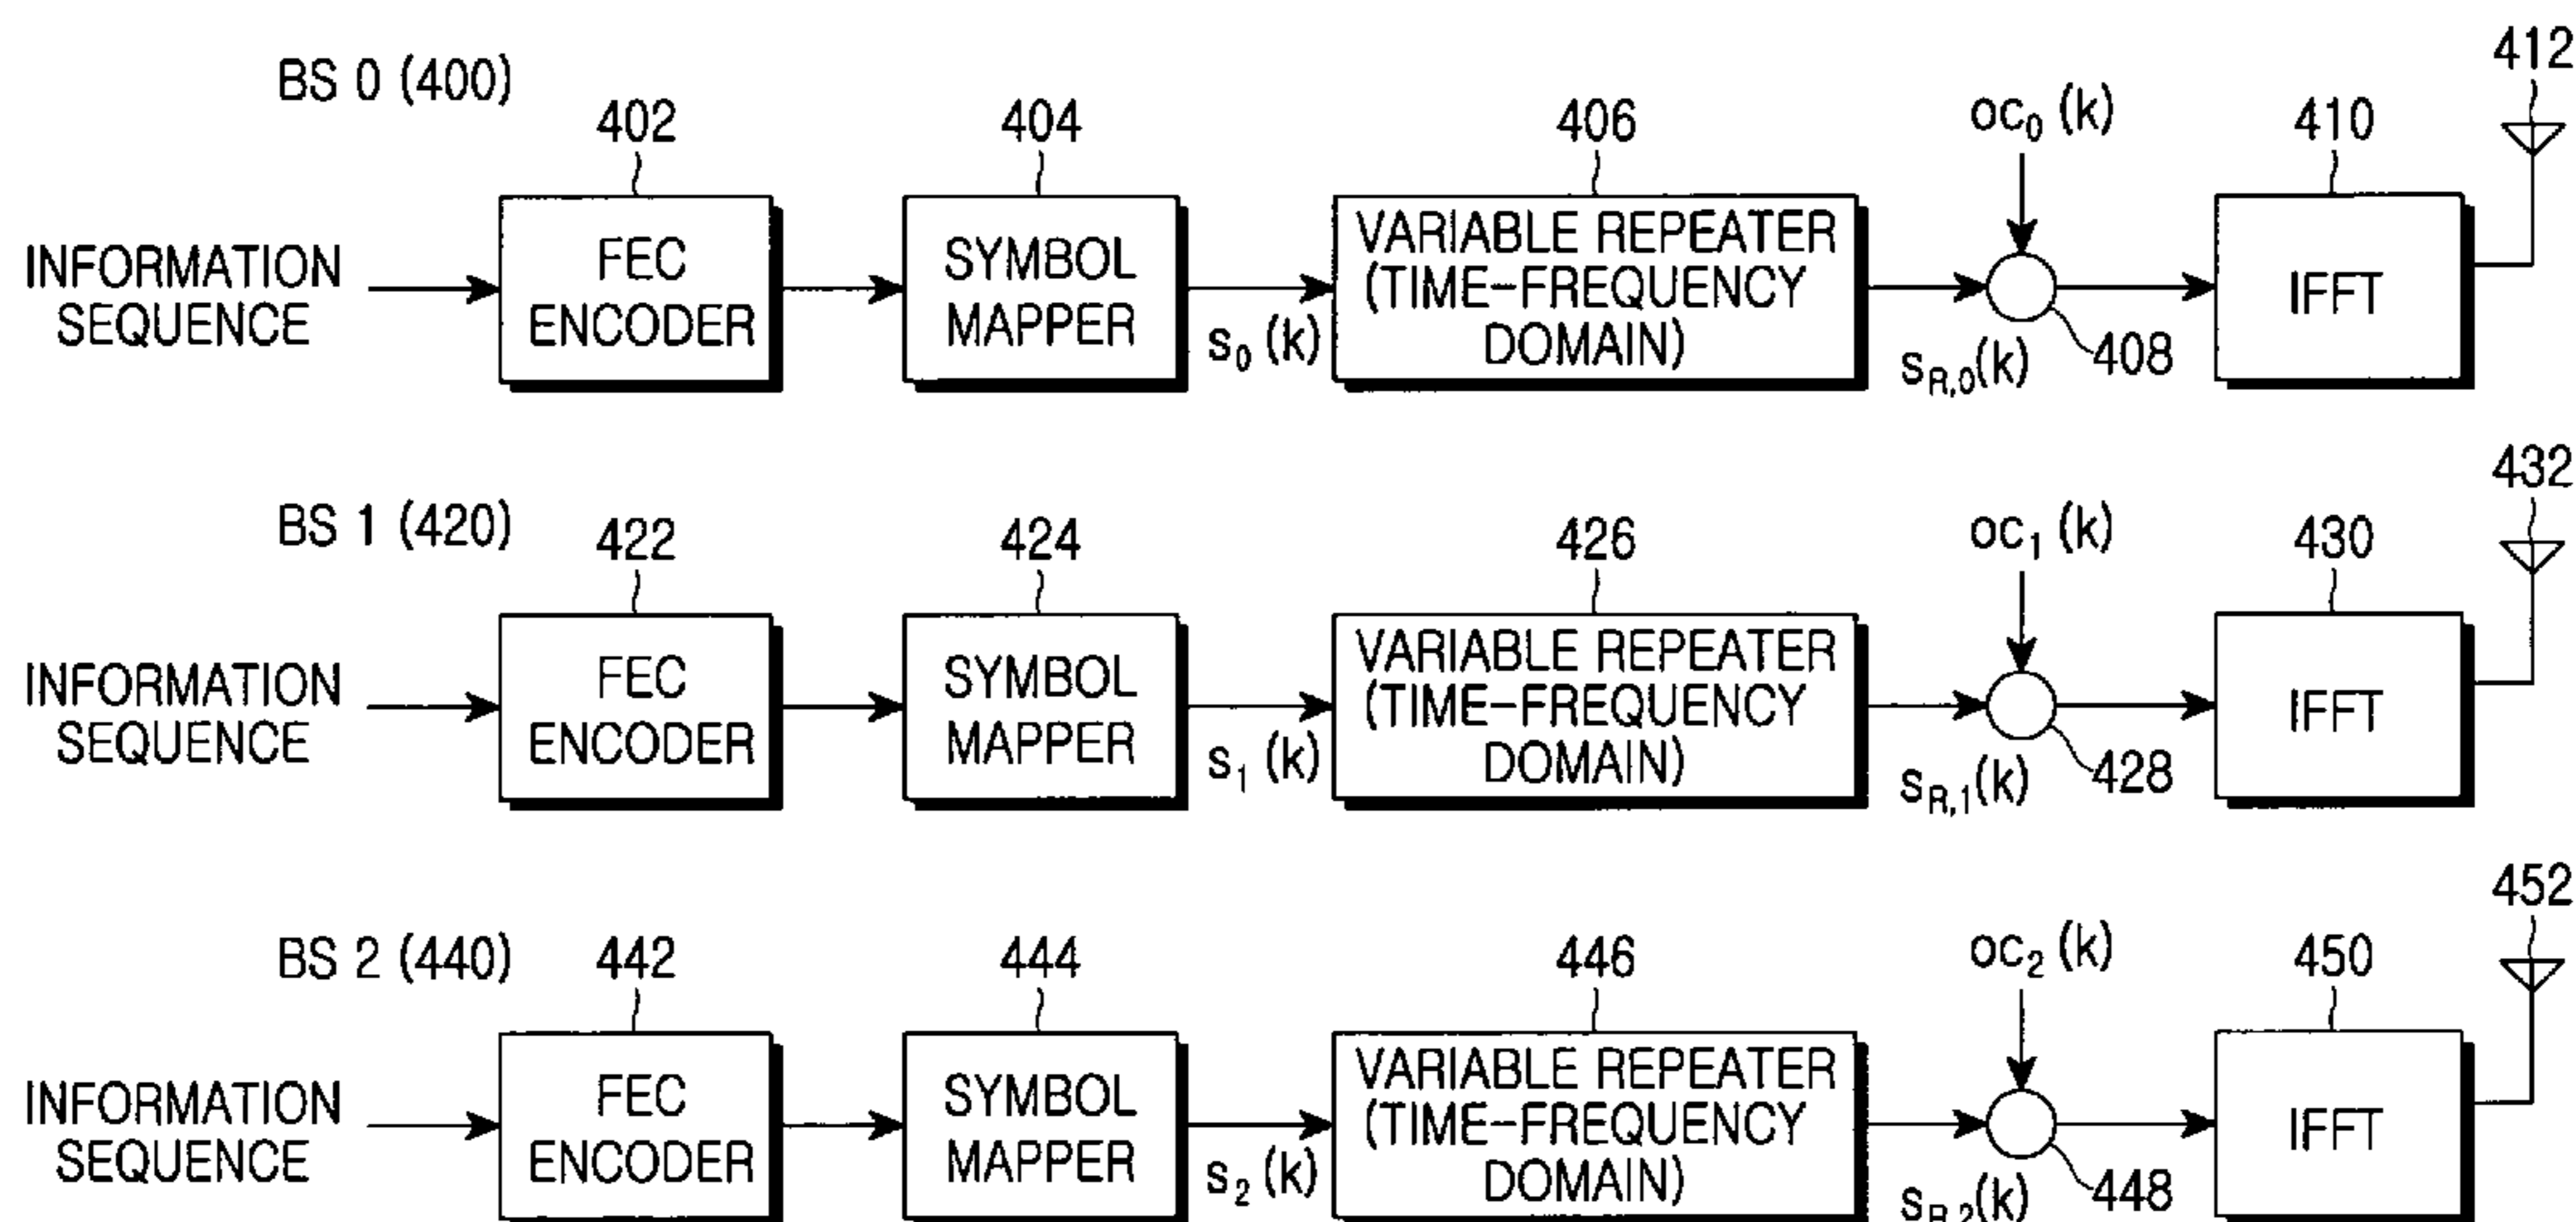 BS 0 (400)
402
404
406
oc0 (k)
410
412
INFORMATION
SEQUENCE
FEC
ENCODER
SYMBOL
MAPPER
s0 (k)
VARIABLE REPEATER
(TIME-FREQUENCY
DOMAIN)
sR,0(k)
408
IFFT
BS 1 (420)
422
424
426
oc1 (k)
430
432
INFORMATION
SEQUENCE
FEC
ENCODER
SYMBOL
MAPPER
s1 (k)
VARIABLE REPEATER
(TIME-FREQUENCY
DOMAIN)
sR,1(k)
428
IFFT
BS 2 (440)
442
444
446
oc2 (k)
450
452
INFORMATION
SEQUENCE
FEC
ENCODER
SYMBOL
MAPPER
s2 (k)
VARIABLE REPEATER
(TIME-FREQUENCY
DOMAIN)
sR,2(k)
448
IFFT